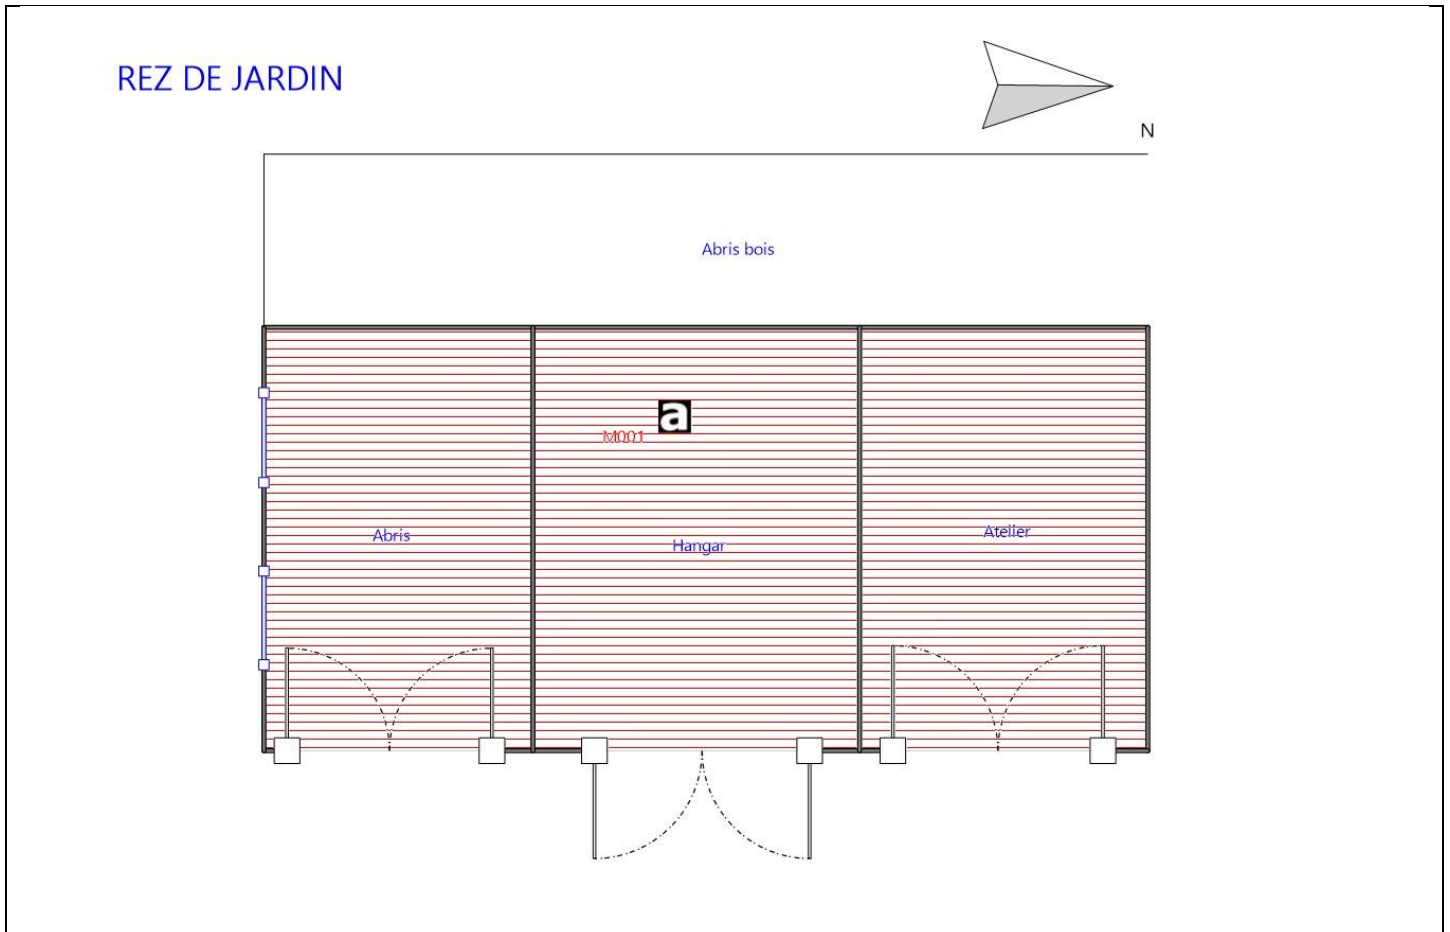 REZ DE JARDIN
N
Abris bois
a
M001
Abris
Hangar
Atelier